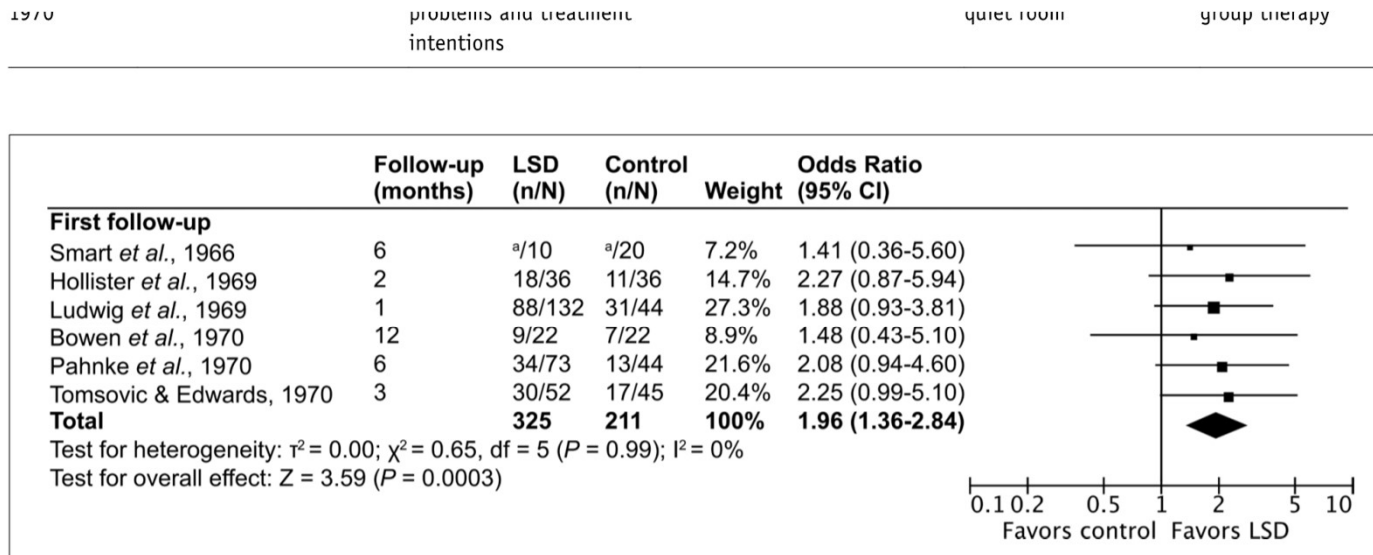 1970 problems and treatment quiet room group therapy
intentions
Follow-up LSD Control Odds Ratio
(months) (n/N) (n/N) Weight (95% CI)
First follow-up
Smart et al., 1966 6 ᵃ/10 ᵃ/20 7.2% 1.41 (0.36-5.60)
Hollister et al., 1969 2 18/36 11/36 14.7% 2.27 (0.87-5.94)
Ludwig et al., 1969 1 88/132 31/44 27.3% 1.88 (0.93-3.81)
Bowen et al., 1970 12 9/22 7/22 8.9% 1.48 (0.43-5.10)
Pahnke et al., 1970 6 34/73 13/44 21.6% 2.08 (0.94-4.60)
Tomsovic & Edwards, 1970 3 30/52 17/45 20.4% 2.25 (0.99-5.10)
Total 325 211 100% 1.96 (1.36-2.84)
Test for heterogeneity: τ² = 0.00; χ² = 0.65, df = 5 (P = 0.99); I² = 0%
Test for overall effect: Z = 3.59 (P = 0.0003)
0.1 0.2 0.5 1 2 5 10
Favors control Favors LSD